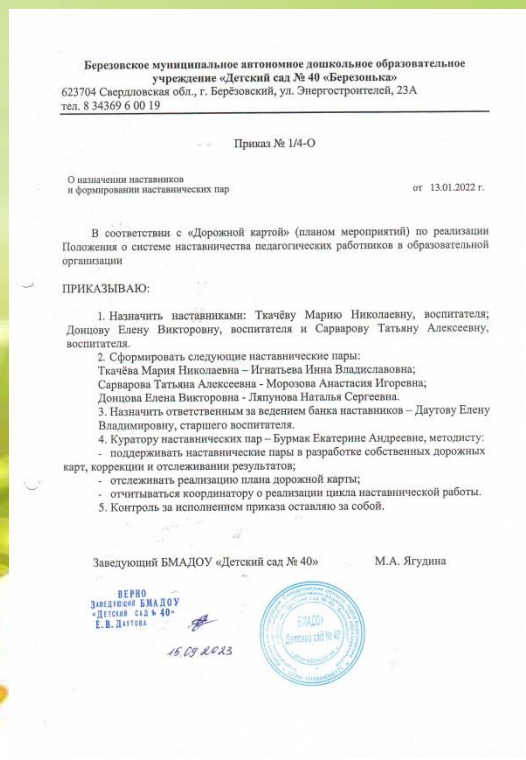 Березовское муниципальное автономное дошкольное образовательное
учреждение «Детский сад № 40 «Березонька»
623704 Свердловская обл., г. Берёзовский, ул. Энергостроителей, 23А
тел. 8 34369 6 00 19
Приказ № 1/4-О
О назначении наставников
и формировании наставнических пар
от 13.01.2022 г.
В соответствии с «Дорожной картой» (планом мероприятий) по реализации
Положения о системе наставничества педагогических работников в образовательной
организации
ПРИКАЗЫВАЮ:
1. Назначить наставниками: Ткачёву Марию Николаевну, воспитателя;
Донцову Елену Викторовну, воспитателя и Сарварову Татьяну Алексеевну,
воспитателя.
2. Сформировать следующие наставнические пары:
Ткачёва Мария Николаевна – Игнатьева Инна Владиславовна;
Сарварова Татьяна Алексеевна - Морозова Анастасия Игоревна;
Донцова Елена Викторовна - Ляпунова Наталья Сергеевна.
3. Назначить ответственным за ведением банка наставников – Даутову Елену
Владимировну, старшего воспитателя.
4. Куратору наставнических пар – Бурмак Екатерине Андреевне, методисту:
- поддерживать наставнические пары в разработке собственных дорожных
карт, коррекции и отслеживании результатов;
- отслеживать реализацию плана дорожной карты;
- отчитываться координатору о реализации цикла наставнической работы.
5. Контроль за исполнением приказа оставляю за собой.
Заведующий БМАДОУ «Детский сад № 40» М.А. Ягудина
ВЕРНО
ЗАВЕДУЮЩИЙ БМАДОУ
«ДЕТСКИЙ САД № 40»
Е.В. ДАУТОВА
15.09.2023
БМАДОУ
Детский сад № 40